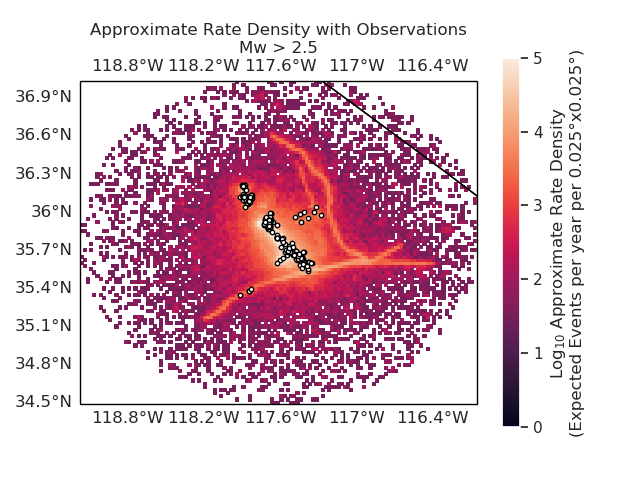 Approximate Rate Density with Observations
Mw > 2.5
118.8°W 118.2°W 117.6°W 117°W 116.4°W
36.9°N
36.6°N
36.3°N
36°N
35.7°N
35.4°N
35.1°N
34.8°N
34.5°N
118.8°W 118.2°W 117.6°W 117°W 116.4°W
5
4
3
2
1
0
Log₁₀ Approximate Rate Density
(Expected Events per year per 0.025°x0.025°)